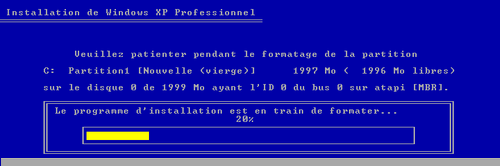 Installation de Windows XP Professionnel
Veuillez patienter pendant le formatage de la partition
C: Partition1 [Nouvelle (vierge)] 1997 Mo ( 1996 Mo libres)
sur le disque 0 de 1999 Mo ayant l'ID 0 du bus 0 sur atapi [MBR].
Le programme d'installation est en train de formater...
20%